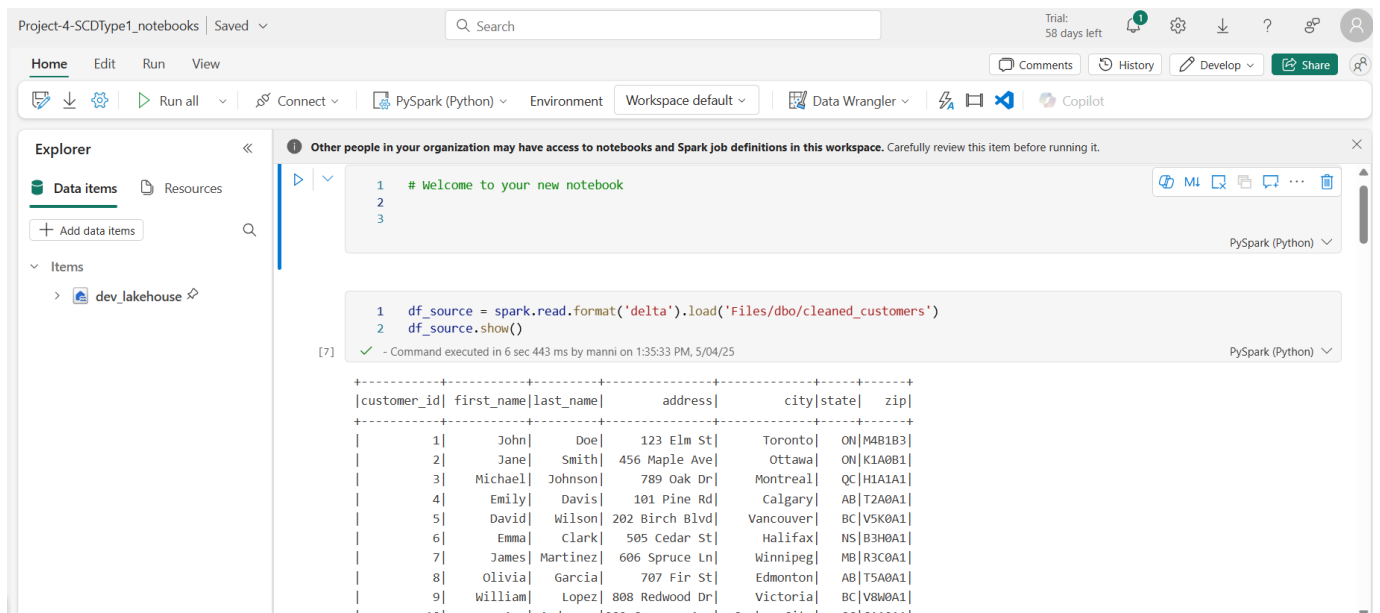 Project-4-SCDType1_notebooks | Saved
Search
Trial:
58 days left
1
Home Edit Run View
Comments History Develop Share
Run all Connect PySpark (Python) Environment Workspace default Data Wrangler Copilot
Explorer
Data items Resources
Add data items
Items
dev_lakehouse
Other people in your organization may have access to notebooks and Spark job definitions in this workspace. Carefully review this item before running it.
1 # Welcome to your new notebook
2
3
M↓
PySpark (Python)
1 df_source = spark.read.format('delta').load('Files/dbo/cleaned_customers')
2 df_source.show()
[7] - Command executed in 6 sec 443 ms by manni on 1:35:33 PM, 5/04/25 PySpark (Python)
+-----------+----------+---------+--------------+------------+-----+------+
|customer_id| first_name|last_name| address| city|state| zip|
+-----------+----------+---------+--------------+------------+-----+------+
| 1| John| Doe| 123 Elm St| Toronto| ON|M4B1B3|
| 2| Jane| Smith| 456 Maple Ave| Ottawa| ON|K1A0B1|
| 3| Michael| Johnson| 789 Oak Dr| Montreal| QC|H1A1A1|
| 4| Emily| Davis| 101 Pine Rd| Calgary| AB|T2A0A1|
| 5| David| Wilson| 202 Birch Blvd| Vancouver| BC|V5K0A1|
| 6| Emma| Clark| 505 Cedar St| Halifax| NS|B3H0A1|
| 7| James| Martinez| 606 Spruce Ln| Winnipeg| MB|R3C0A1|
| 8| Olivia| Garcia| 707 Fir St| Edmonton| AB|T5A0A1|
| 9| William| Lopez| 808 Redwood Dr| Victoria| BC|V8W0A1|